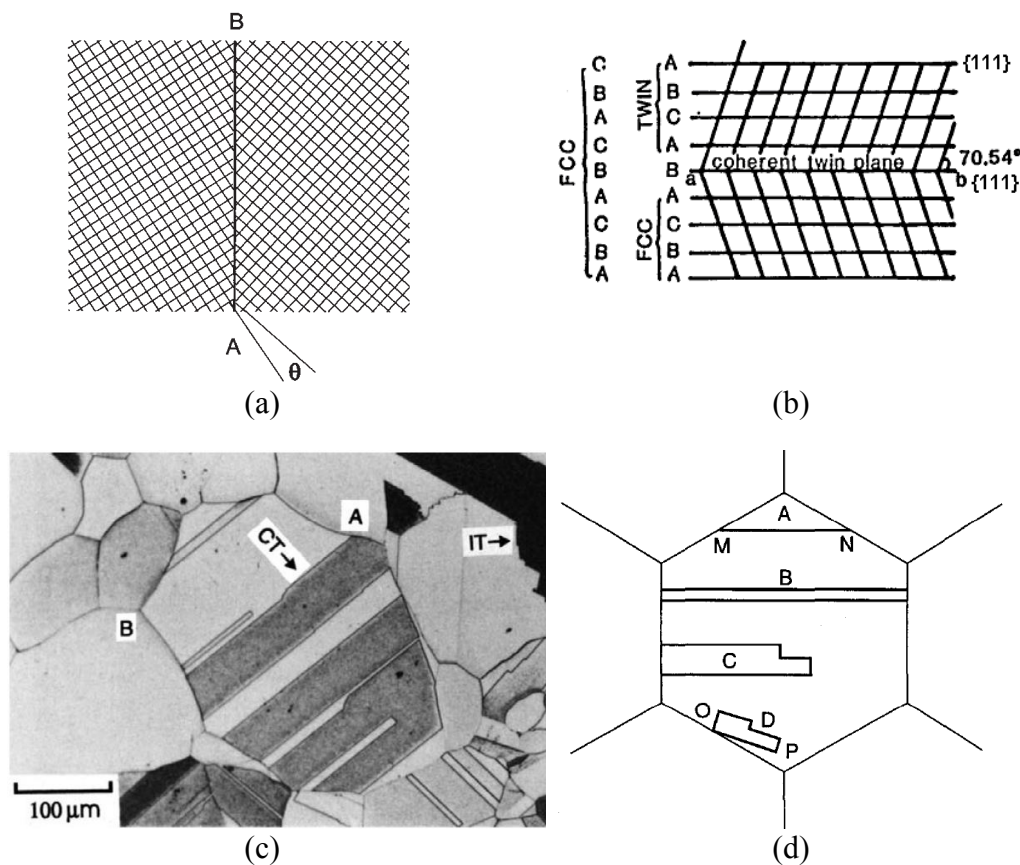 B
A
θ
(a)
C
B
A
C
B
A
C
B
A
FCC
TWIN
FCC
A
B
C
A
B
A
C
B
A
{111}
coherent twin plane
70.54°
a
b {111}
(b)
A
CT→
IT→
B
100 μm
(c)
A
M N
B
C
O D
P
(d)